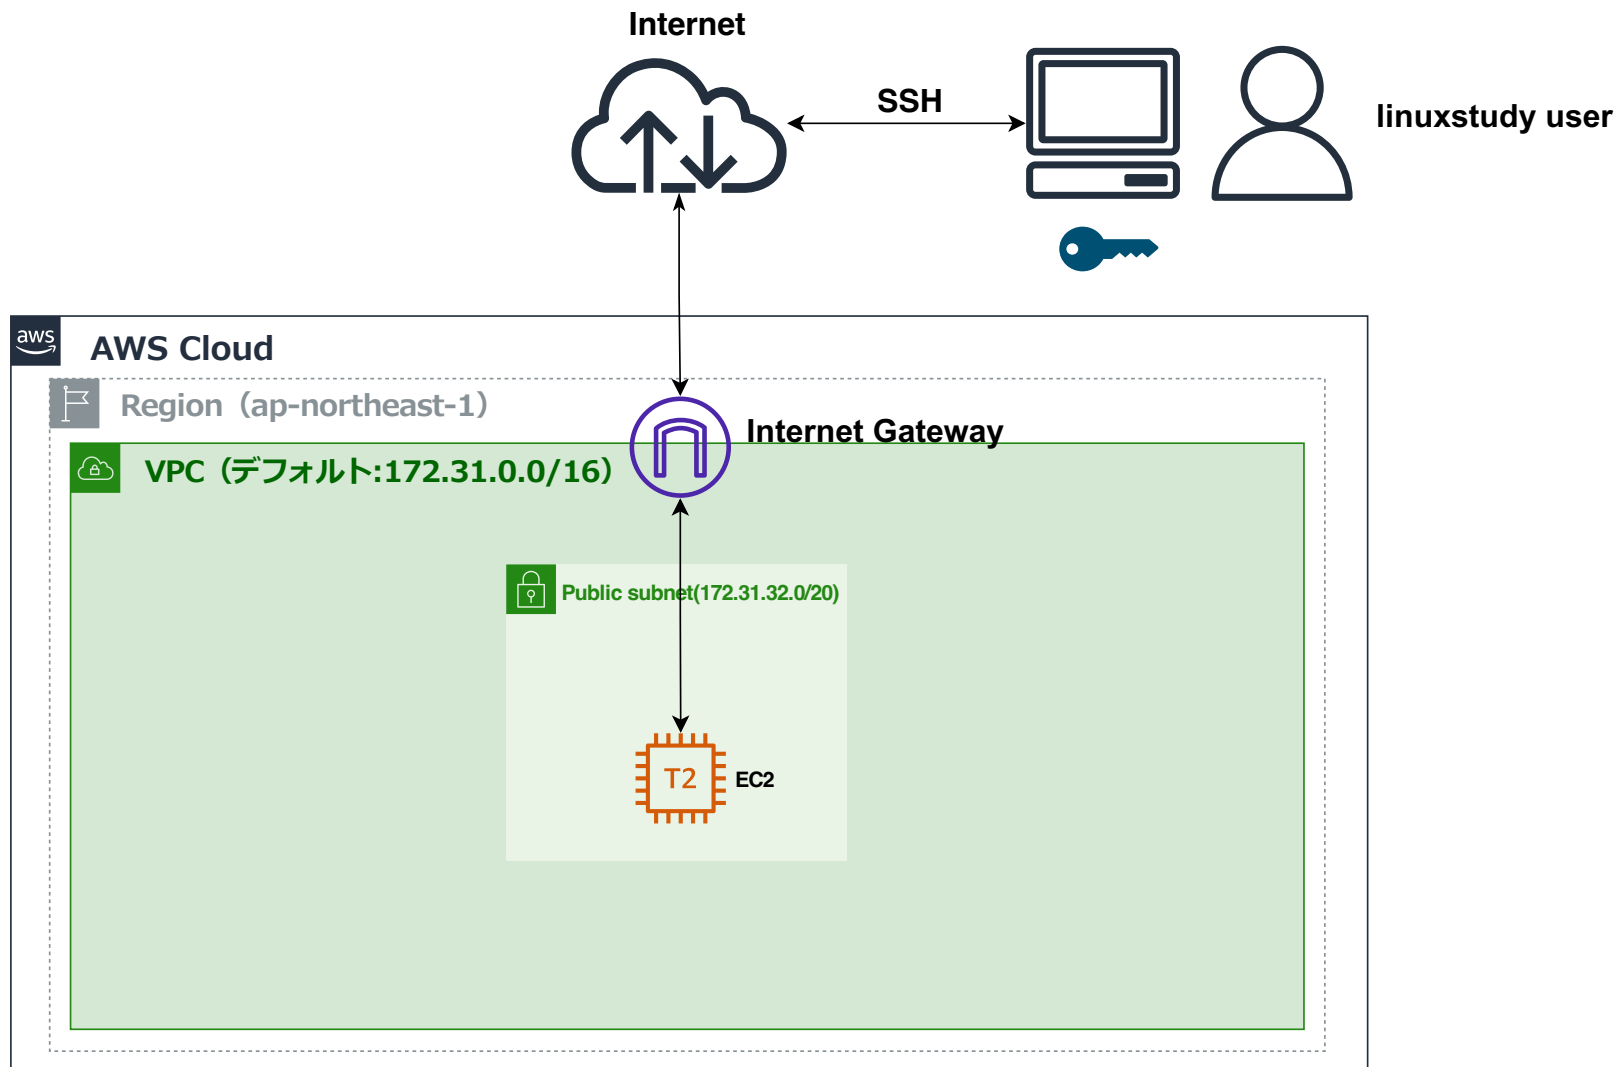 Internet
SSH
linuxstudy user
aws
AWS Cloud
Region（ap-northeast-1）
Internet Gateway
VPC（デフォルト:172.31.0.0/16）
Public subnet(172.31.32.0/20)
T2
EC2